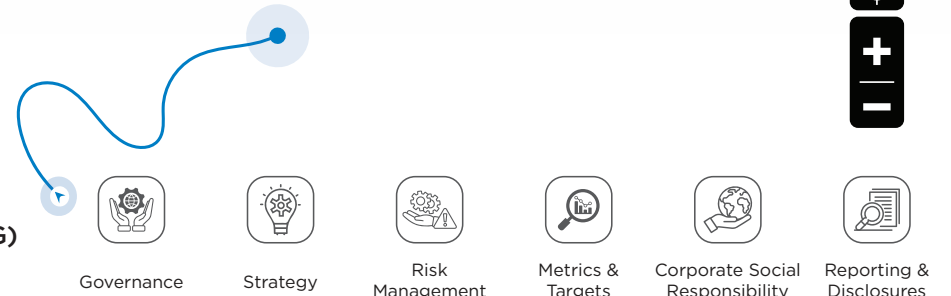 G)
Governance
Strategy
Risk
Management
Metrics &
Targets
Corporate Social
Responsibility
Reporting &
Disclosures